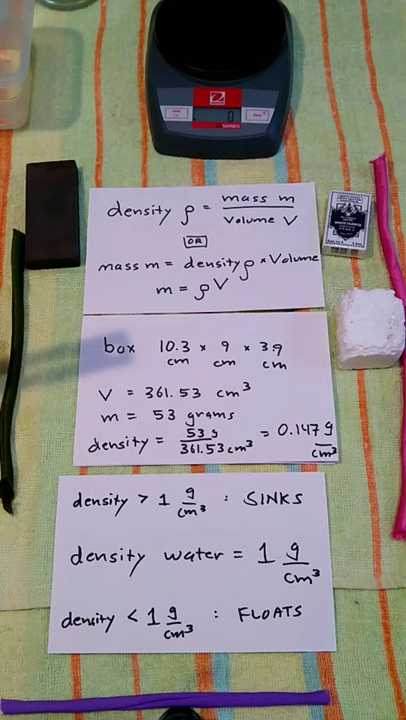 0
density ρ = mass m / Volume V
OR
mass m = density ρ × Volume
m = ρV
box 10.3 × 9 × 3.9
cm cm cm
V = 361.53 cm³
m = 53 grams
density = 53 g / 361.53 cm³ = 0.147 g/cm³
density > 1 g/cm³ : SINKS
density water = 1 g/cm³
density < 1 g/cm³ : FLOATS